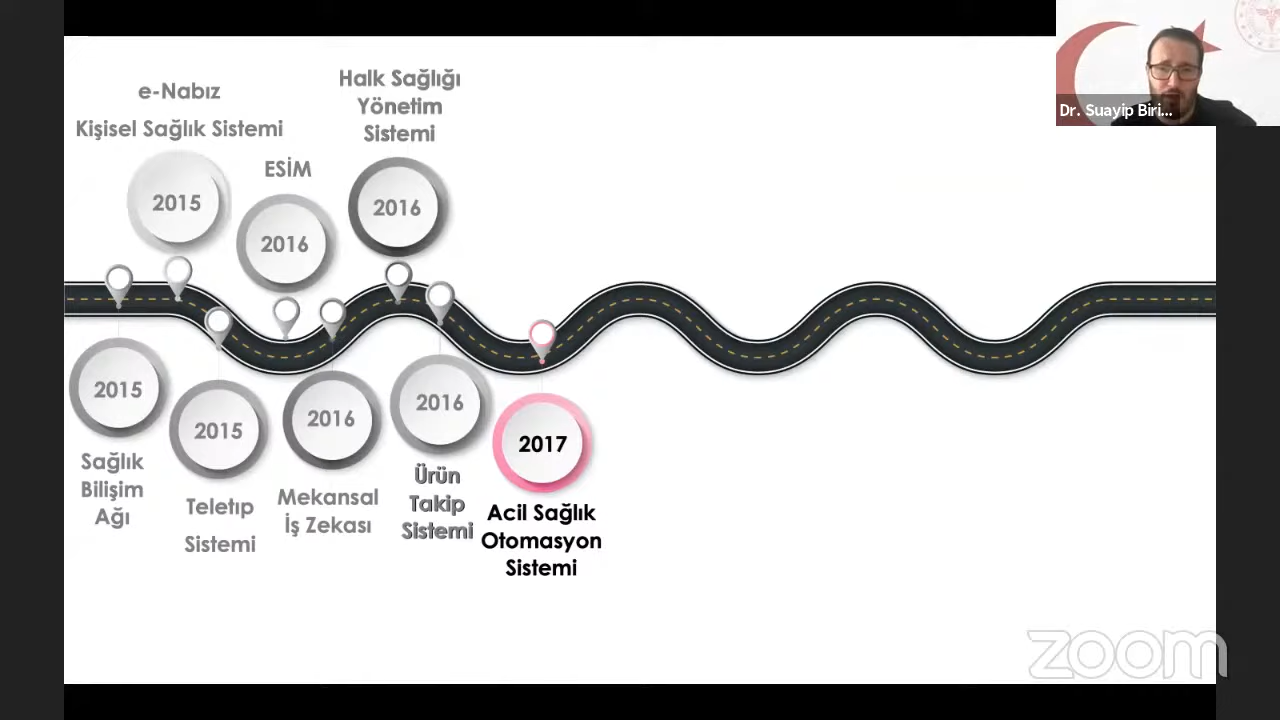 e-Nabız
Kişisel Sağlık Sistemi
2015
ESİM
2016
Halk Sağlığı
Yönetim
Sistemi
2016
2015
Sağlık
Bilişim
Ağı
2015
Teletıp
Sistemi
2016
Mekansal
İş Zekası
2016
Ürün
Takip
Sistemi
2017
Acil Sağlık
Otomasyon
Sistemi
Dr. Suayip Biri...
zoom